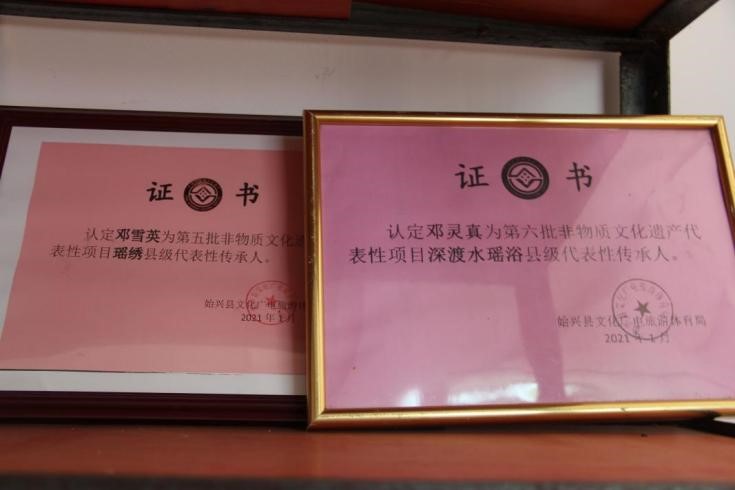 证 书
认定邓雪英为第五批非物质文化遗
表性项目瑶绣县级代表性传承人。
始兴县文化广电旅游体
2021年1月
证 书
认定邓灵真为第六批非物质文化遗产代
表性项目深渡水瑶浴县级代表性传承人。
始兴县文化广电旅游体育局
2021年1月